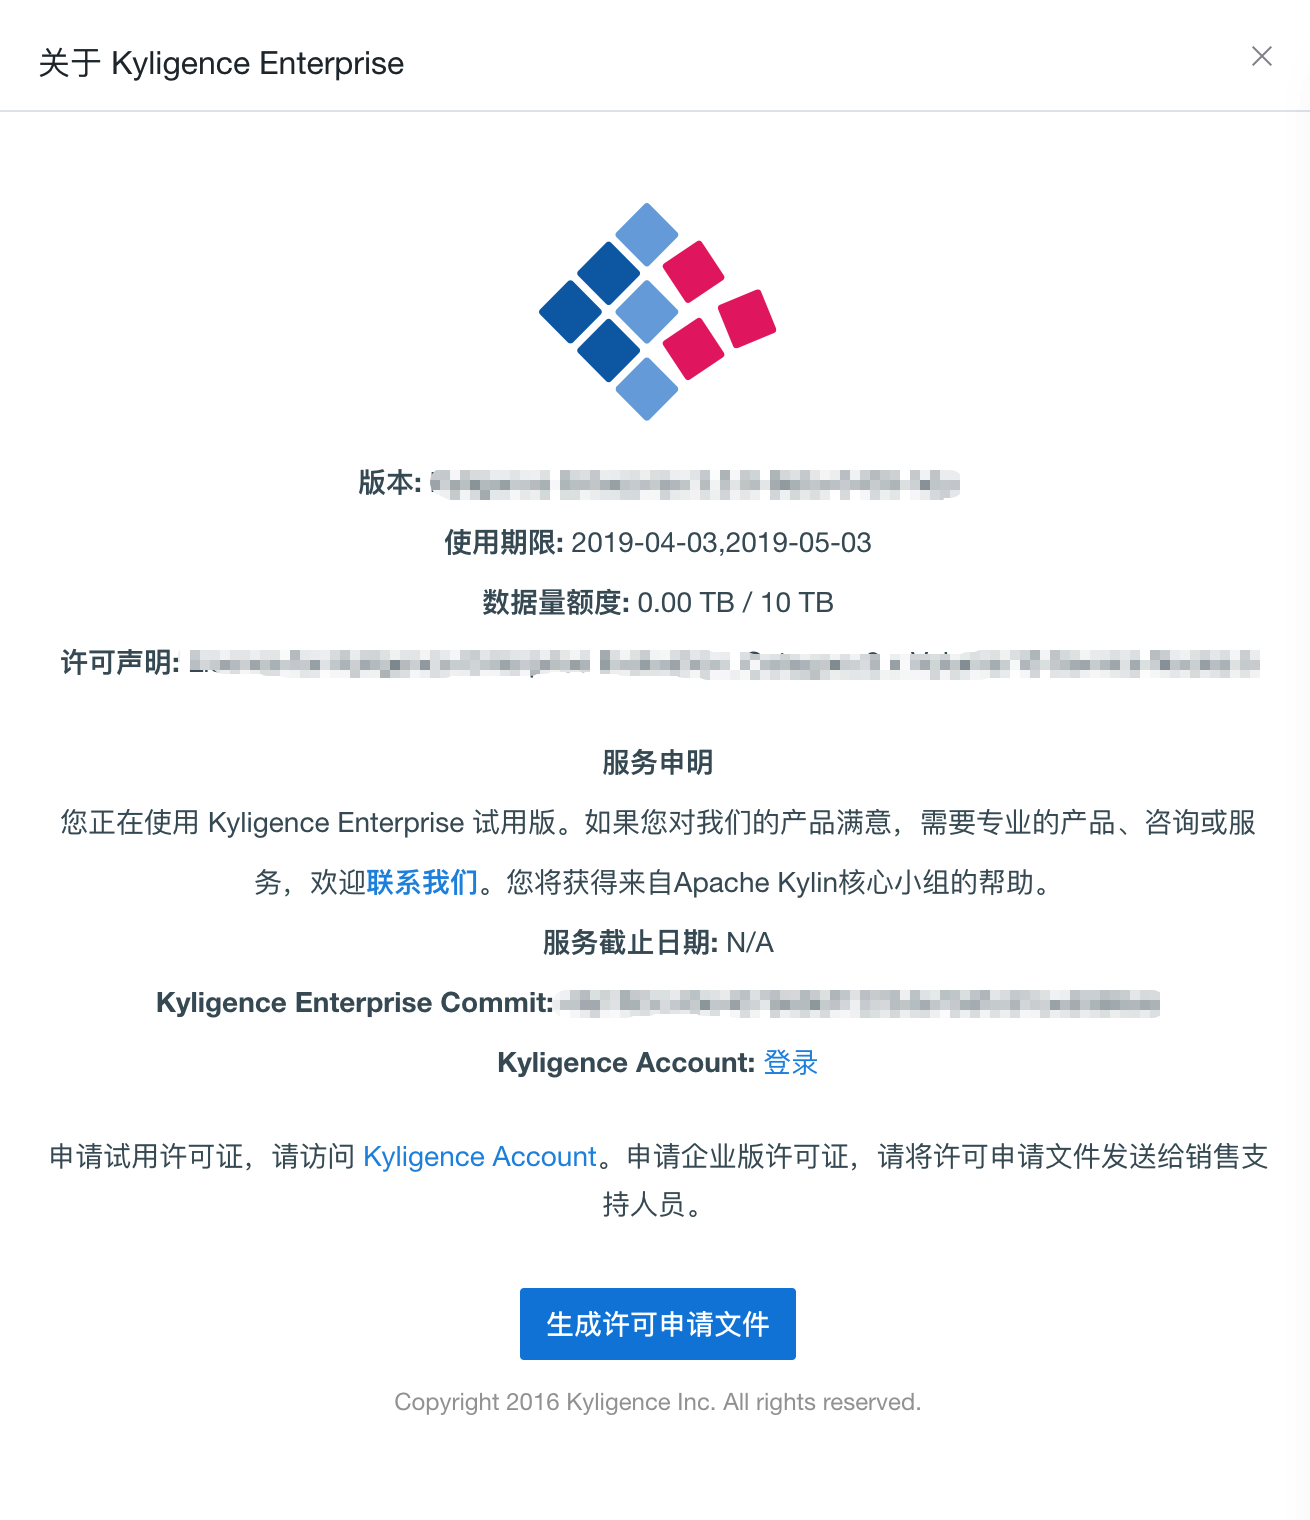 关于 Kyligence Enterprise
版本:
使用期限: 2019-04-03,2019-05-03
数据量额度: 0.00 TB / 10 TB
许可声明:
服务申明
您正在使用 Kyligence Enterprise 试用版。如果您对我们的产品满意，需要专业的产品、咨询或服
务，欢迎联系我们。您将获得来自Apache Kylin核心小组的帮助。
服务截止日期: N/A
Kyligence Enterprise Commit:
Kyligence Account: 登录
申请试用许可证，请访问 Kyligence Account。申请企业版许可证，请将许可申请文件发送给销售支
持人员。
生成许可申请文件
Copyright 2016 Kyligence Inc. All rights reserved.